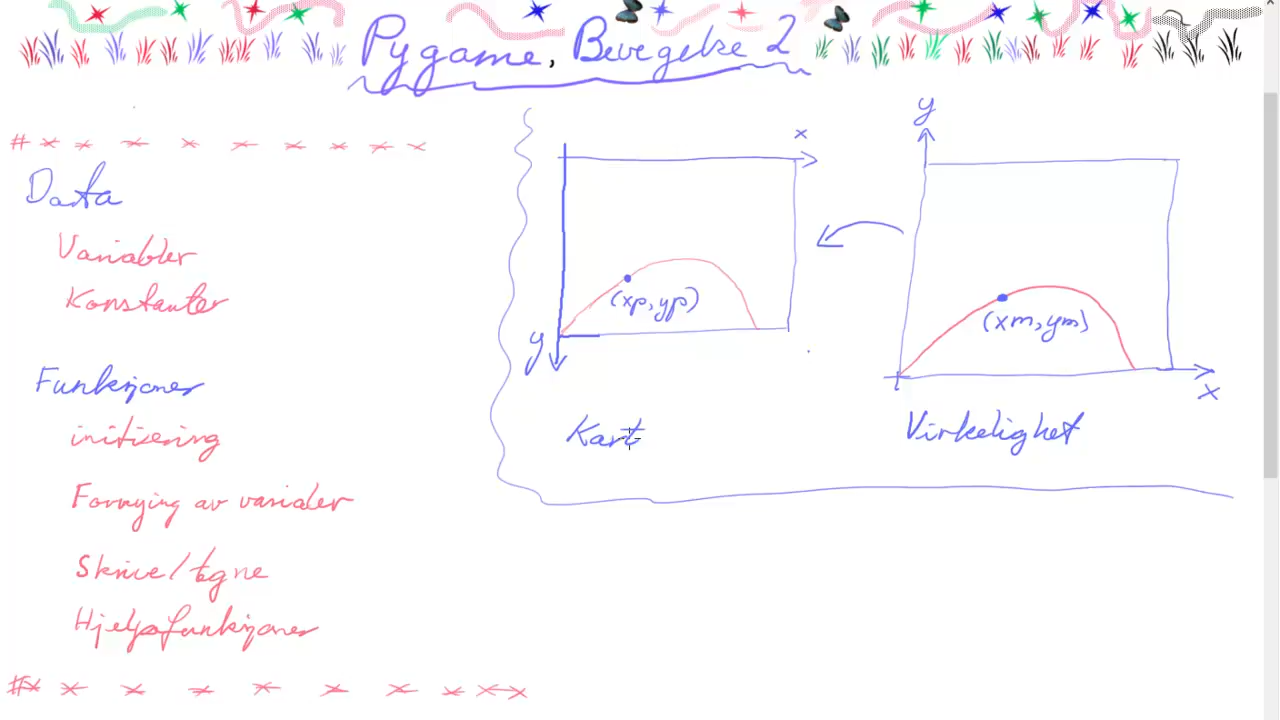 Pygame, Bevegelse 2
# * * * * * * * * *
Data
Variabler
Konstanter
Funksjoner
initisering
Fornying av variabler
Skrive/tegne
Hjelpefunksjoner
#* * * * * * * * * *
x
y
(xp, yp)
Kart
y
x
(xm, ym)
Virkelighet